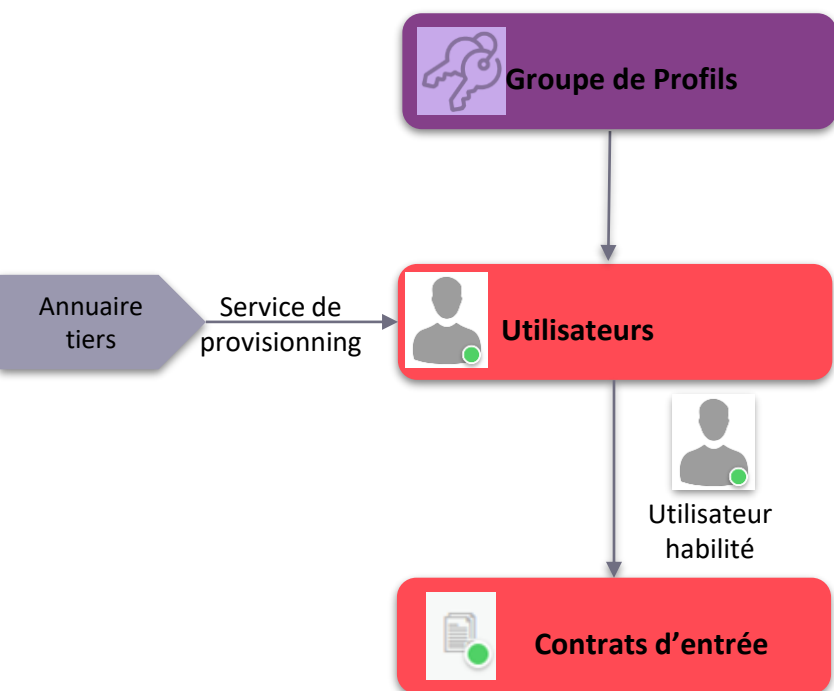 Groupe de Profils
Annuaire
tiers
Service de
provisionning
Utilisateurs
Utilisateur
habilité
Contrats d’entrée